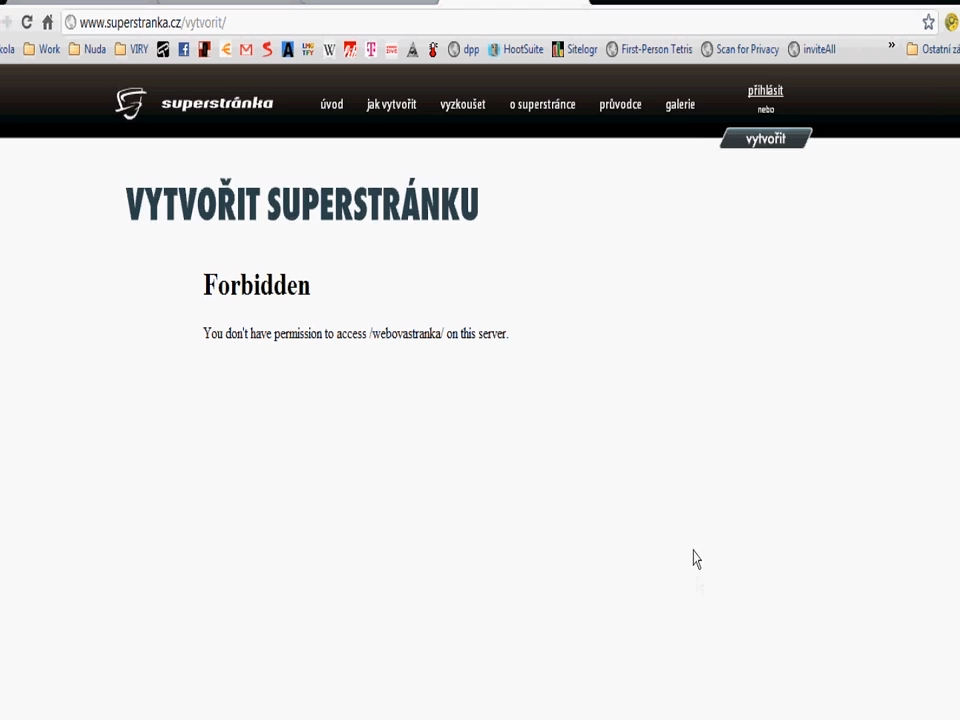 www.superstranka.cz/vytvorit/
Work Nuda VIRY dpp HootSuite Sitelogr First-Person Tetris Scan for Privacy inviteAll » Ostatní zá
superstránka úvod jak vytvořit vyzkoušet o superstránce průvodce galerie přihlásit
nebo
vytvořit
VYTVOŘIT SUPERSTRÁNKU
Forbidden
You don't have permission to access /webovastranka/ on this server.